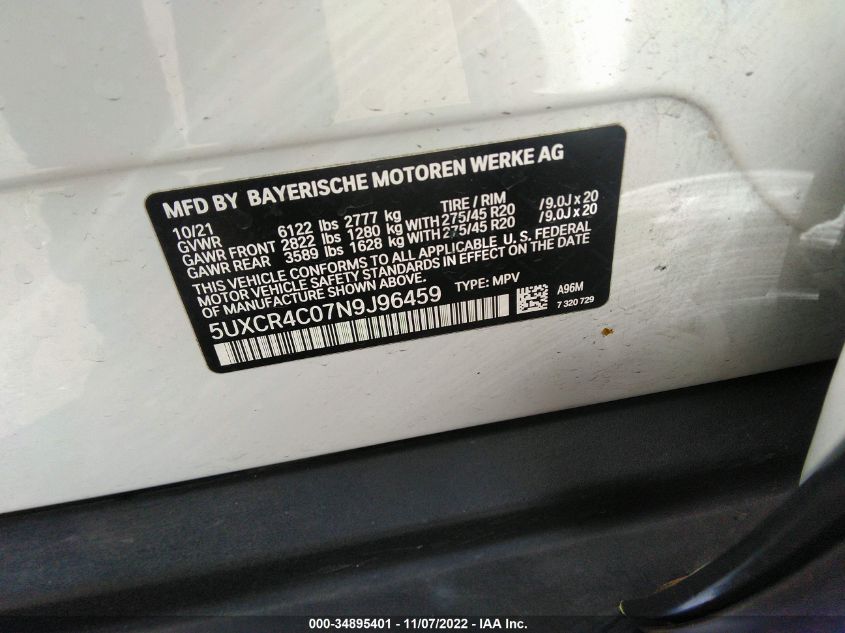 MFD BY BAYERISCHE MOTOREN WERKE AG
10/21 TIRE / RIM
GVWR 6122 lbs 2777 kg
GAWR FRONT 2822 lbs 1280 kg WITH 275/45 R20 /9.0J x 20
GAWR REAR 3589 lbs 1628 kg WITH 275/45 R20 /9.0J x 20
THIS VEHICLE CONFORMS TO ALL APPLICABLE U. S. FEDERAL
MOTOR VEHICLE SAFETY STANDARDS IN EFFECT ON THE DATE
OF MANUFACTURE SHOWN ABOVE.
5UXCR4C07N9J96459 TYPE: MPV A96M
7 320 729
000-34895401 - 11/07/2022 - IAA Inc.